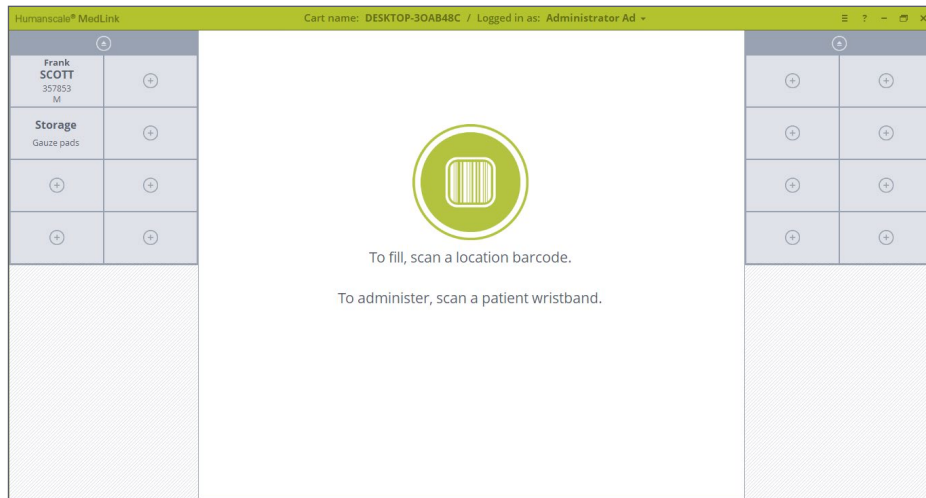 Humanscale® MedLink
Cart name: DESKTOP-3OAB48C / Logged in as: Administrator Ad
Frank
SCOTT
357853
M
Storage
Gauze pads
To fill, scan a location barcode.
To administer, scan a patient wristband.